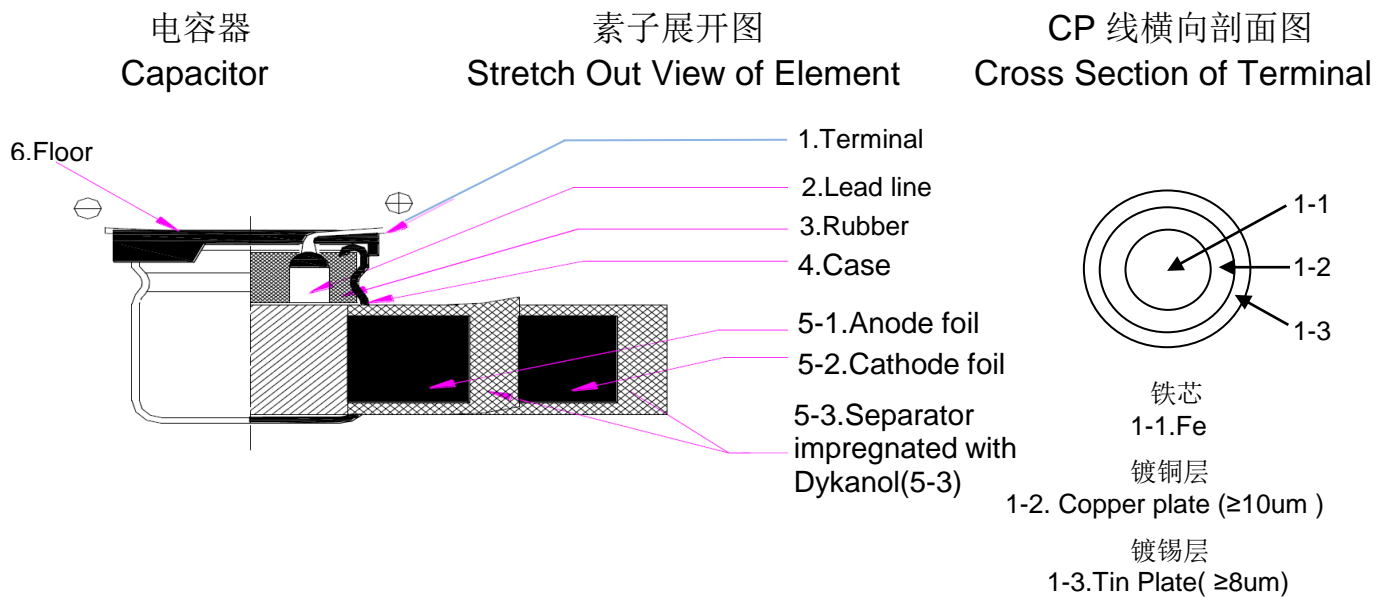 电容器
Capacitor
素子展开图
Stretch Out View of Element
CP 线横向剖面图
Cross Section of Terminal
6.Floor
1.Terminal
2.Lead line
3.Rubber
4.Case
5-1.Anode foil
5-2.Cathode foil
5-3.Separator
impregnated with
Dykanol(5-3)
1-1
1-2
1-3
铁芯
1-1.Fe
镀铜层
1-2. Copper plate (≥10um )
镀锡层
1-3.Tin Plate( ≥8um)